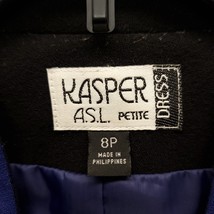 KASPER
A.S.L. PETITE
DRESS
8P
MADE IN
PHILIPPINES